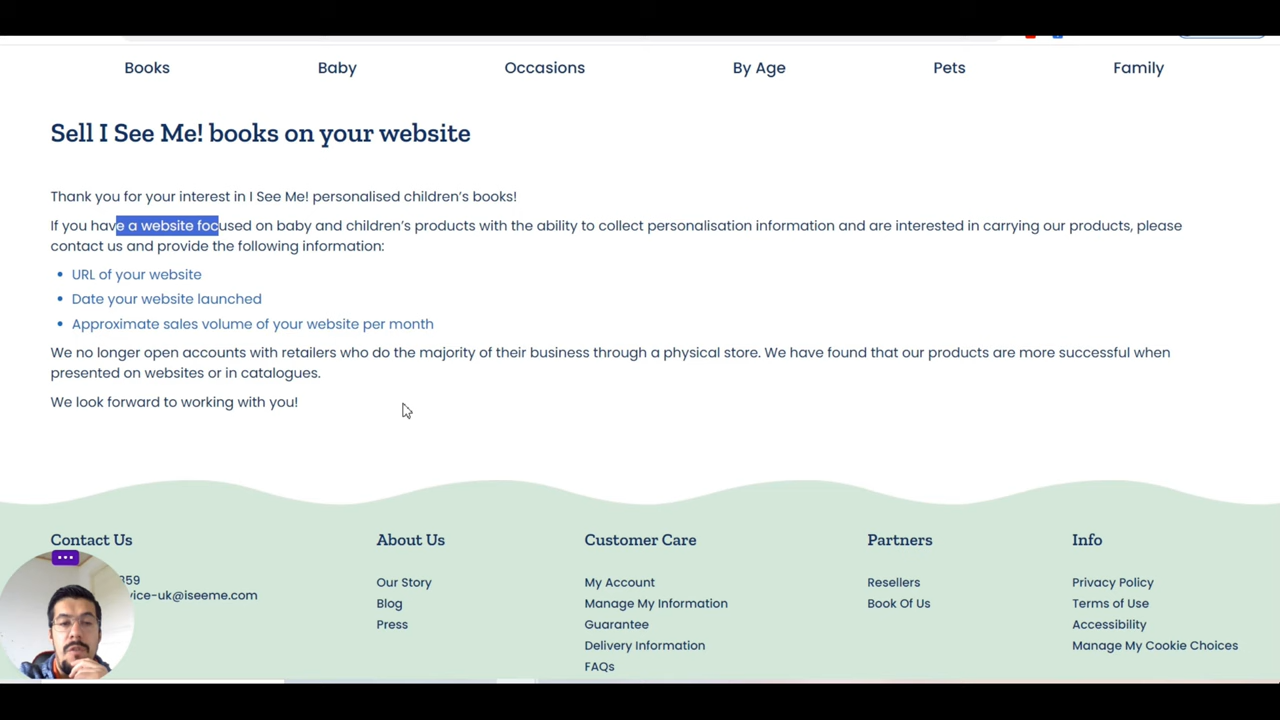 Books Baby Occasions By Age Pets Family
Sell I See Me! books on your website
Thank you for your interest in I See Me! personalised children's books!
If you have a website focused on baby and children's products with the ability to collect personalisation information and are interested in carrying our products, please
contact us and provide the following information:
• URL of your website
• Date your website launched
• Approximate sales volume of your website per month
We no longer open accounts with retailers who do the majority of their business through a physical store. We have found that our products are more successful when
presented on websites or in catalogues.
We look forward to working with you!
Contact Us About Us Customer Care Partners Info
859 Our Story My Account Resellers Privacy Policy
vice-uk@iseeme.com Blog Manage My Information Book Of Us Terms of Use
Press Guarantee Accessibility
Delivery Information Manage My Cookie Choices
FAQs